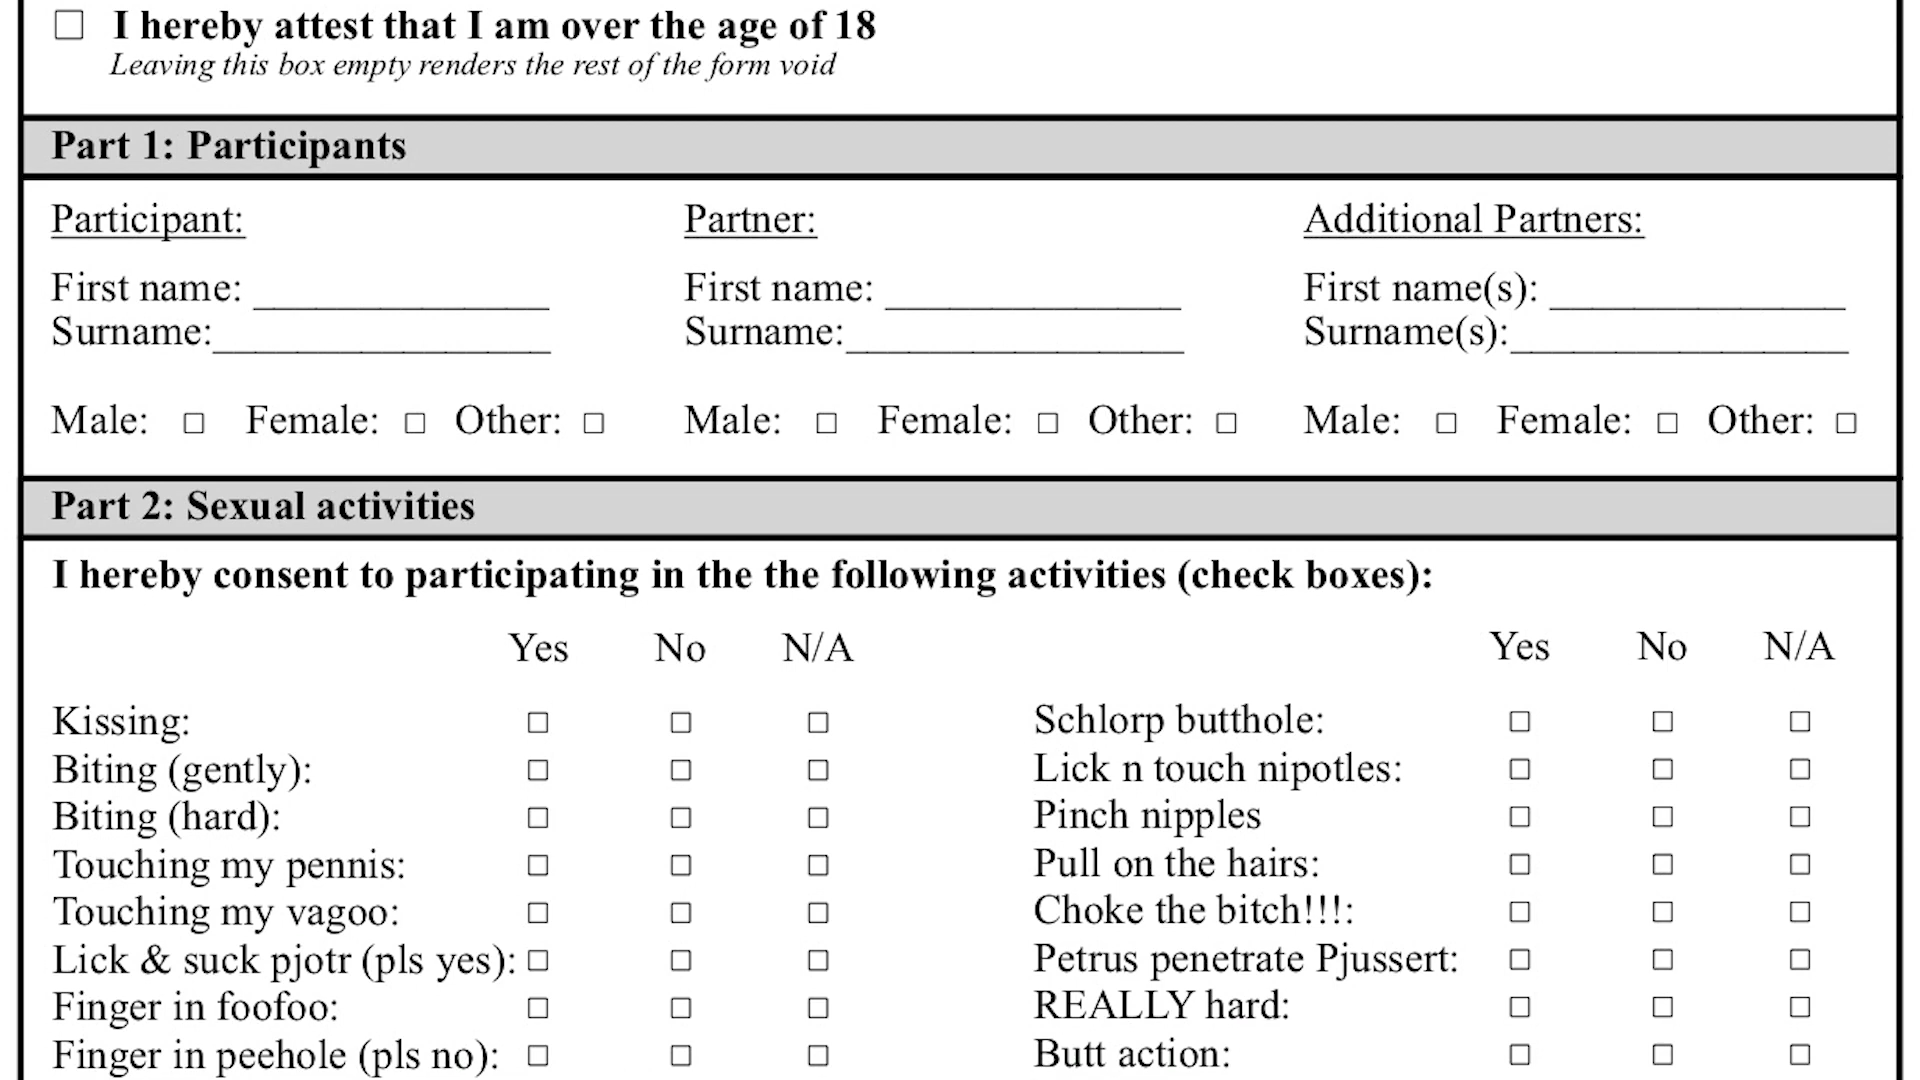 I hereby attest that I am over the age of 18
Leaving this box empty renders the rest of the form void
Part 1: Participants
Participant: Partner: Additional Partners:
First name: First name: First name(s):
Surname: Surname: Surname(s):
Male: Female: Other: Male: Female: Other: Male: Female: Other:
Part 2: Sexual activities
I hereby consent to participating in the the following activities (check boxes):
Yes No N/A
Kissing:
Biting (gently):
Biting (hard):
Touching my pennis:
Touching my vagoo:
Lick & suck pjotr (pls yes):
Finger in foofoo:
Finger in peehole (pls no):
Yes No N/A
Schlorp butthole:
Lick n touch nipotles:
Pinch nipples
Pull on the hairs:
Choke the bitch!!!:
Petrus penetrate Pjussert:
REALLY hard:
Butt action: